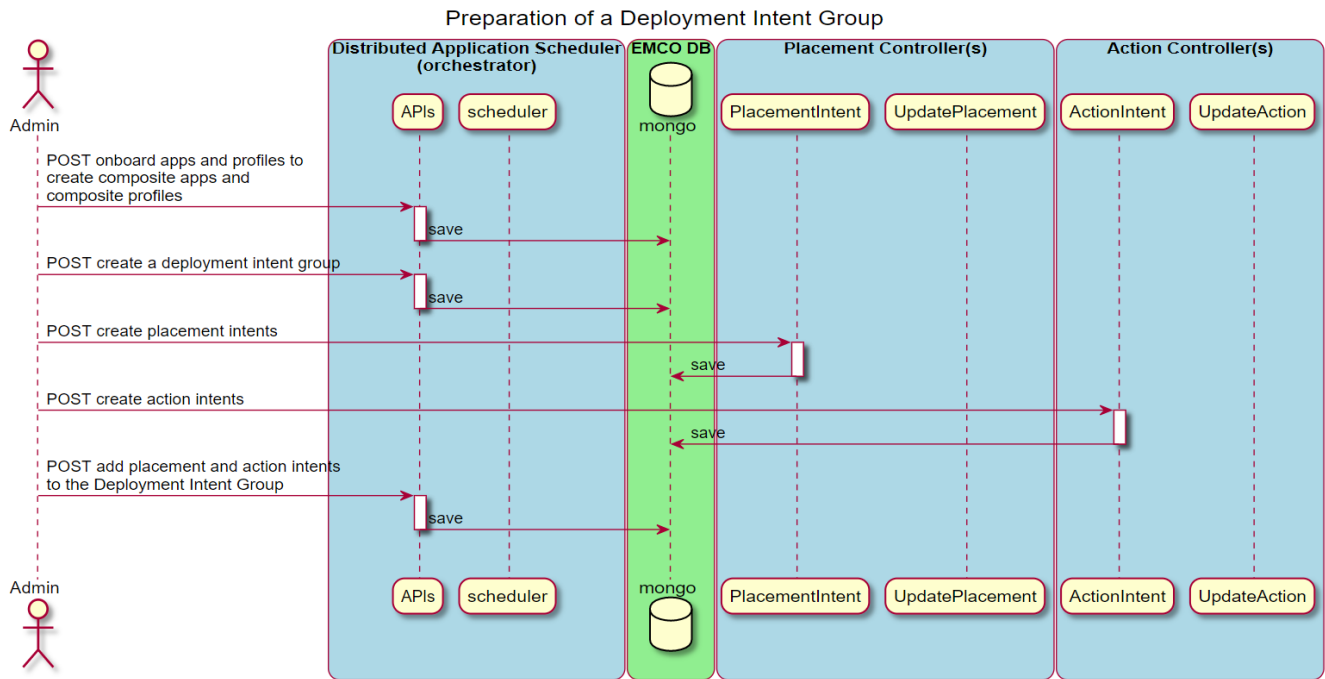 Preparation of a Deployment Intent Group
Distributed Application Scheduler
(orchestrator)
EMCO DB
Placement Controller(s)
Action Controller(s)
Admin
APIs
scheduler
mongo
PlacementIntent
UpdatePlacement
ActionIntent
UpdateAction
POST onboard apps and profiles to
create composite apps and
composite profiles
save
POST create a deployment intent group
save
POST create placement intents
save
POST create action intents
save
POST add placement and action intents
to the Deployment Intent Group
save
Admin
APIs
scheduler
mongo
PlacementIntent
UpdatePlacement
ActionIntent
UpdateAction